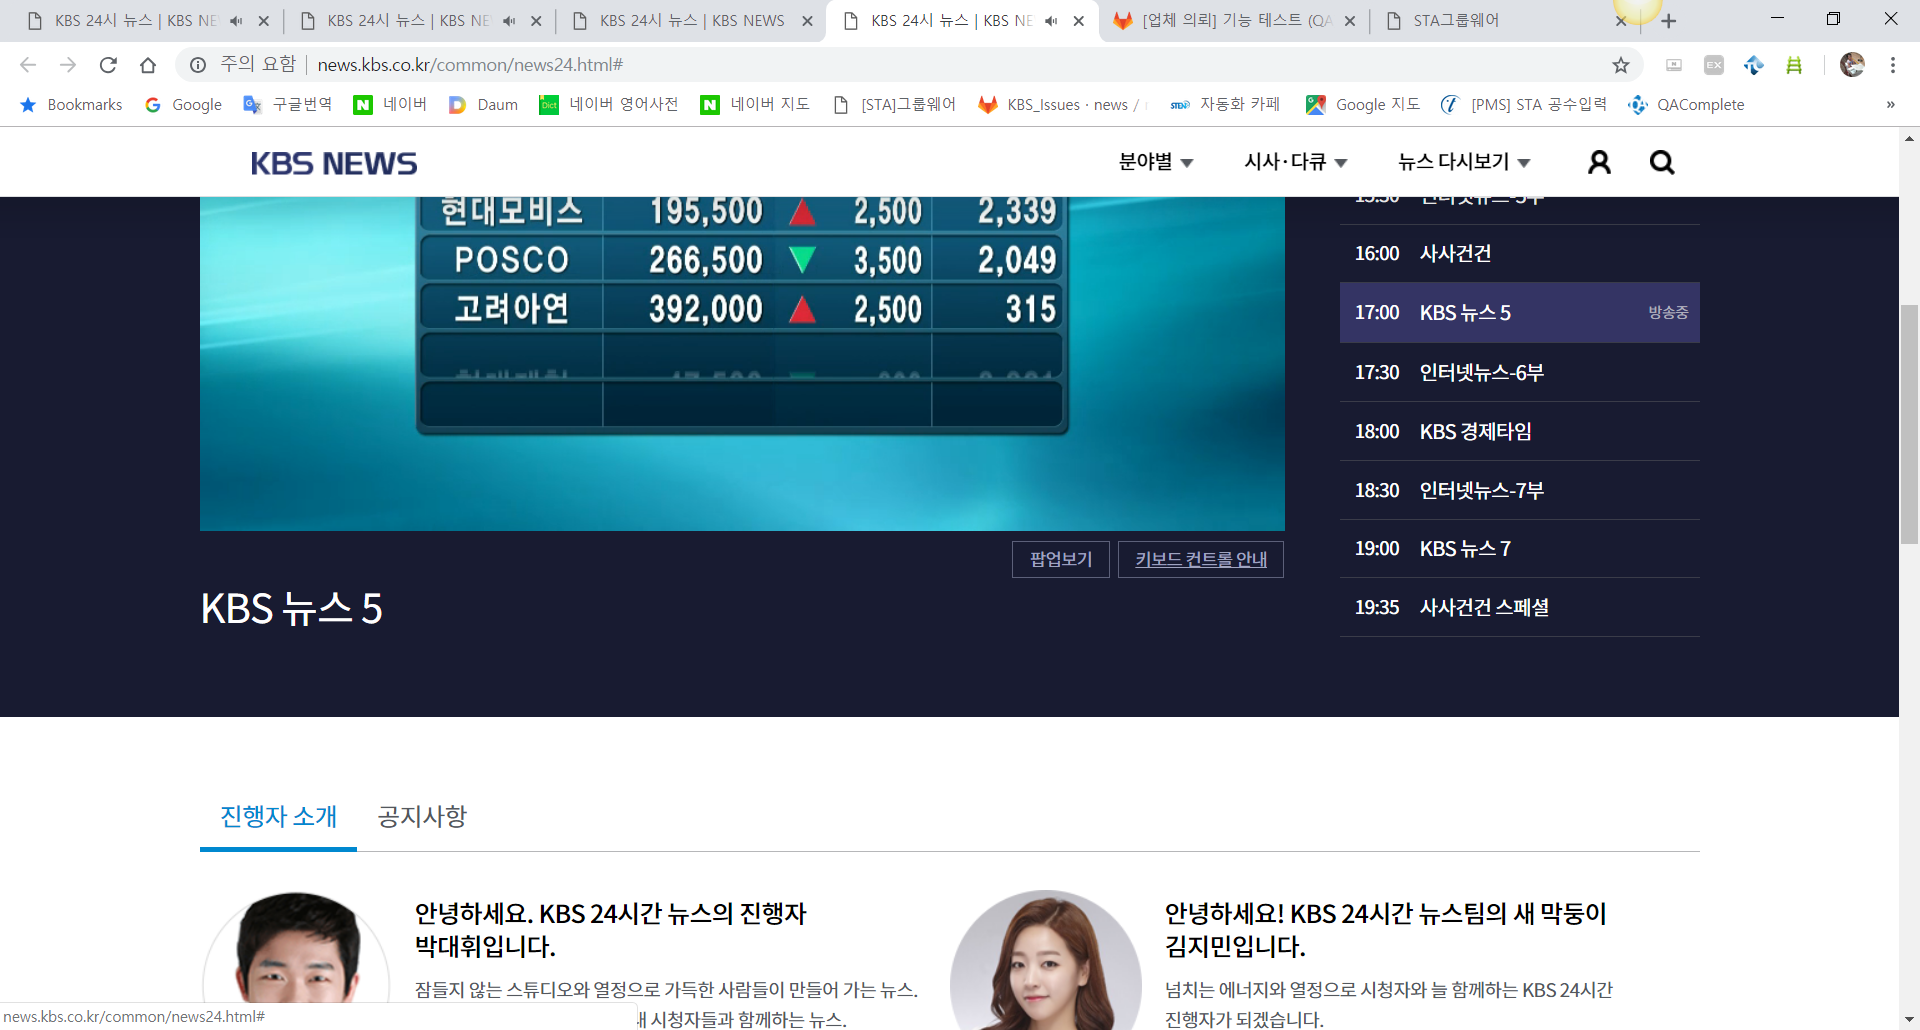 KBS 24시 뉴스 | KBS NE
KBS 24시 뉴스 | KBS NE
KBS 24시 뉴스 | KBS NEWS
KBS 24시 뉴스 | KBS NE
[업체 의뢰] 기능 테스트 (QA
STA그룹웨어
주의 요함
news.kbs.co.kr/common/news24.html#
Bookmarks
Google
구글번역
네이버
Daum
네이버 영어사전
네이버 지도
[STA]그룹웨어
KBS_Issues · news /
자동화 카페
Google 지도
[PMS] STA 공수입력
QAComplete
»
KBS NEWS
분야별
시사·다큐
뉴스 다시보기
현대모비스 195,500 ▲ 2,500 2,339
POSCO 266,500 ▼ 3,500 2,049
고려아연 392,000 ▲ 2,500 315
15:30 인터넷뉴스-5부
16:00 사사건건
17:00 KBS 뉴스 5 방송중
17:30 인터넷뉴스-6부
18:00 KBS 경제타임
18:30 인터넷뉴스-7부
19:00 KBS 뉴스 7
19:35 사사건건 스페셜
팝업보기
키보드 컨트롤 안내
KBS 뉴스 5
진행자 소개
공지사항
안녕하세요. KBS 24시간 뉴스의 진행자
박대휘입니다.
잠들지 않는 스튜디오와 열정으로 가득한 사람들이 만들어 가는 뉴스.
시청자들과 함께하는 뉴스.
안녕하세요! KBS 24시간 뉴스팀의 새 막둥이
김지민입니다.
넘치는 에너지와 열정으로 시청자와 늘 함께하는 KBS 24시간
진행자가 되겠습니다.
news.kbs.co.kr/common/news24.html#